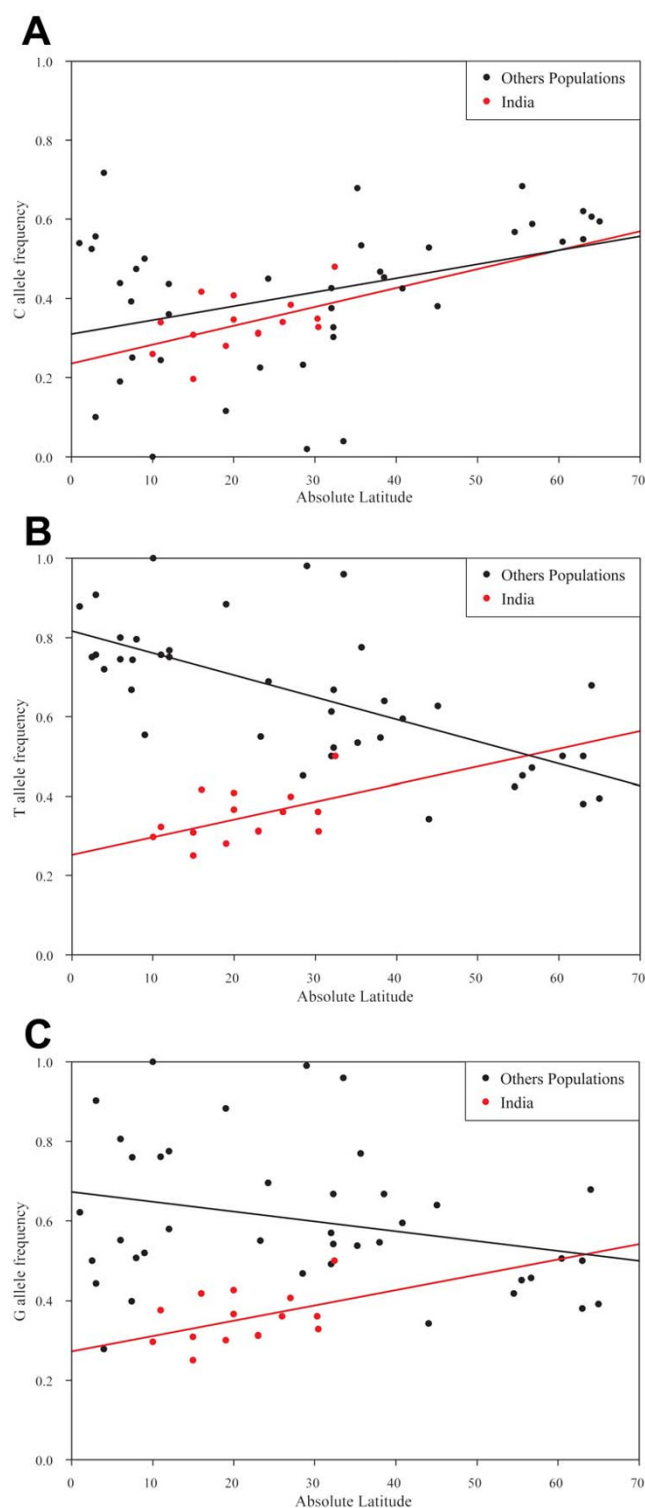 A
1.0
Others Populations
India
0.8
0.6
C allele frequency
0.4
0.2
0.0
0 10 20 30 40 50 60 70
Absolute Latitude
B
1.0
Others Populations
India
0.8
0.6
T allele frequency
0.4
0.2
0.0
0 10 20 30 40 50 60 70
Absolute Latitude
C
1.0
Others Populations
India
0.8
0.6
G allele frequency
0.4
0.2
0.0
0 10 20 30 40 50 60 70
Absolute Latitude